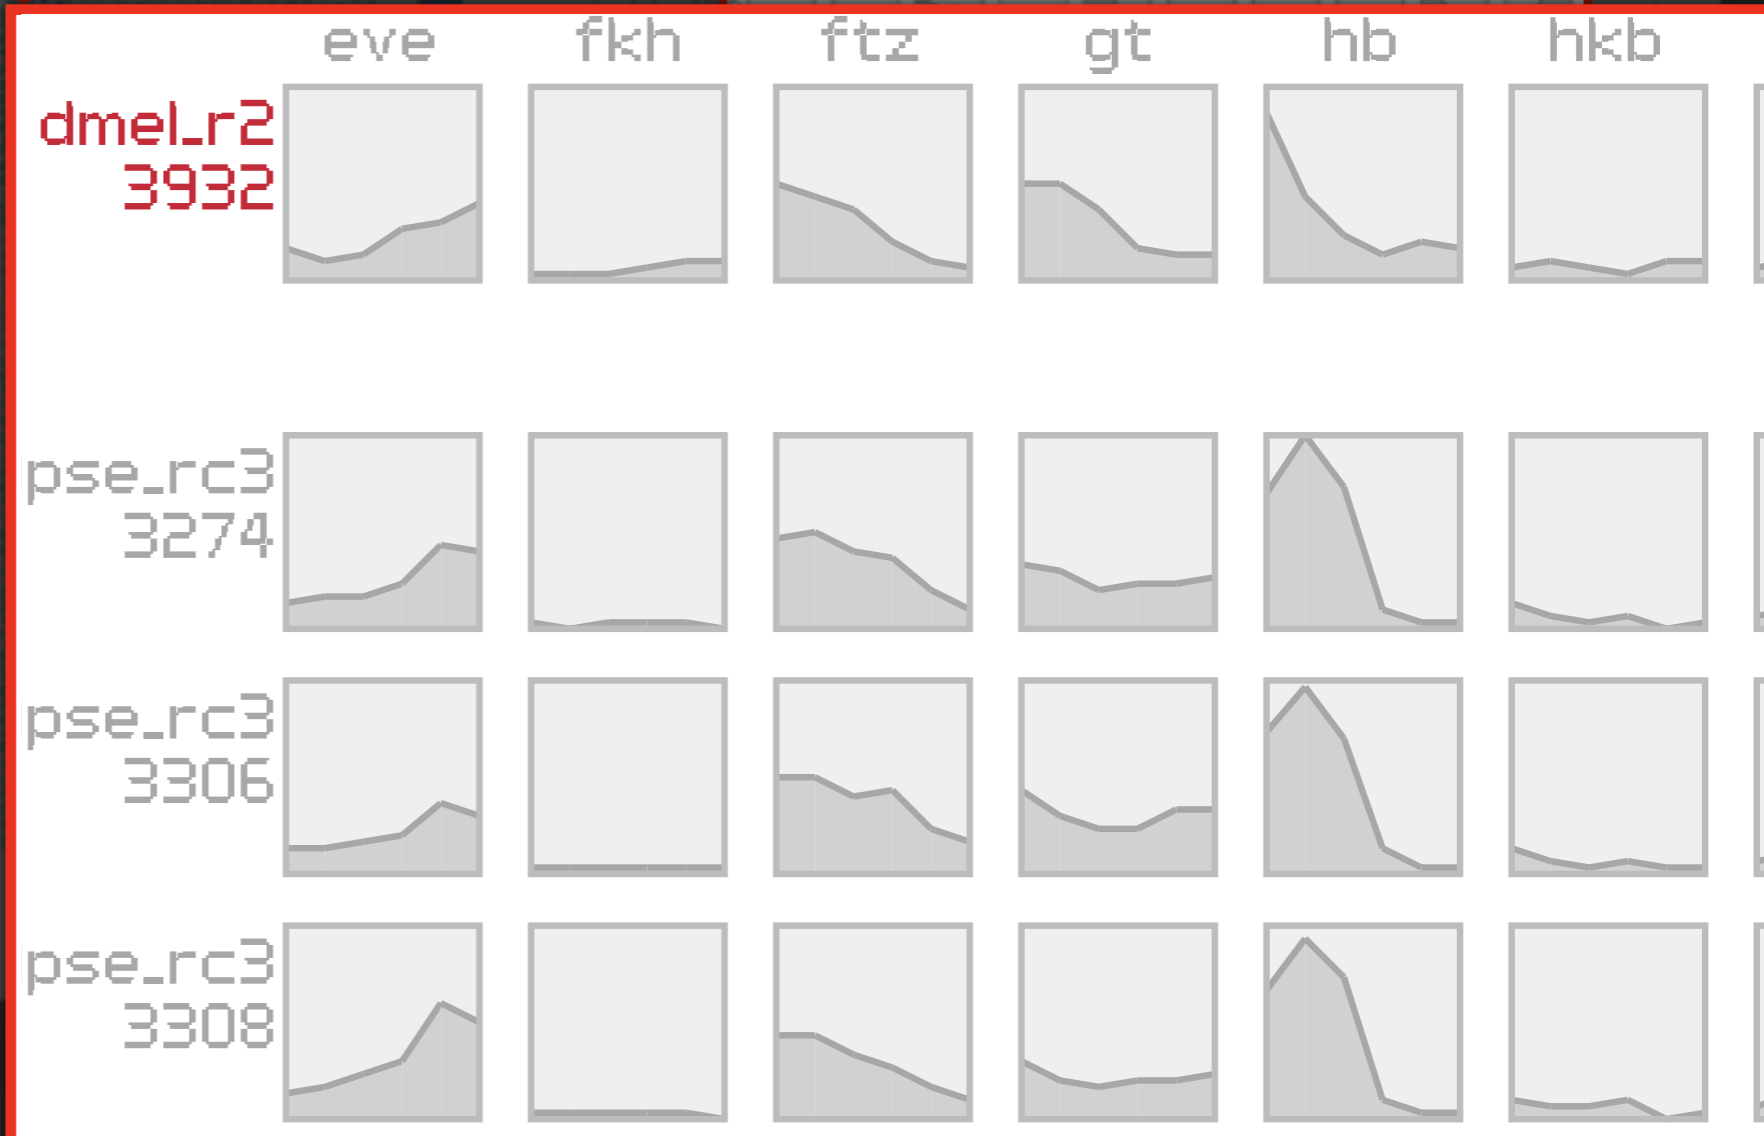 eve fkh ftz gt hb hkb
dmel_r2
3932
pse_rc3
3274
pse_rc3
3306
pse_rc3
3308